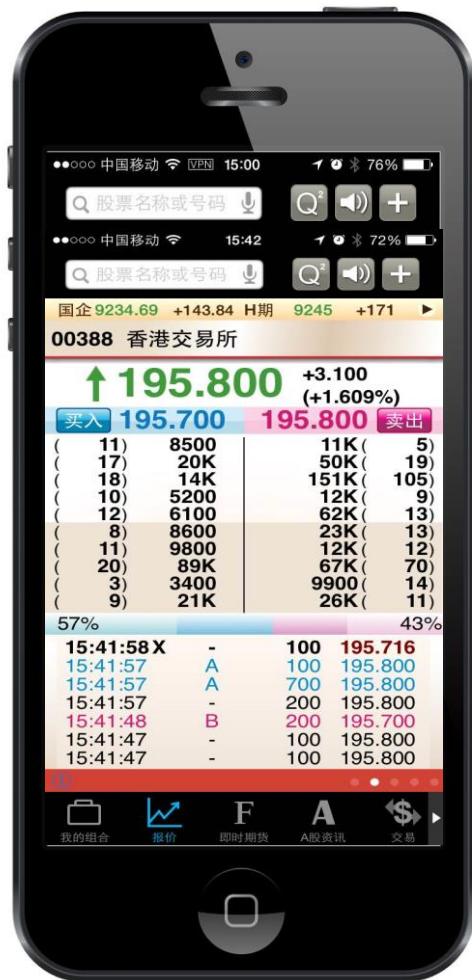 ●●○○○ 中国移动 VPN 15:00 76%
股票名称或号码 Q²
●●○○○ 中国移动 15:42 72%
股票名称或号码 Q²
国企 9234.69 +143.84 H期 9245 +171
00388 香港交易所
195.800 +3.100
(+1.609%)
买入 195.700 195.800 卖出
( 11) 8500 11K( 5)
( 17) 20K 50K( 19)
( 18) 14K 151K( 105)
( 10) 5200 12K( 9)
( 12) 6100 62K( 13)
( 8) 8600 23K( 13)
( 11) 9800 12K( 12)
( 20) 89K 67K( 70)
( 3) 3400 9900( 14)
( 9) 21K 26K( 11)
57% 43%
15:41:58 X - 100 195.716
15:41:57 A 100 195.800
15:41:57 A 700 195.800
15:41:57 - 200 195.800
15:41:48 B 200 195.700
15:41:47 - 100 195.800
15:41:47 - 100 195.800
我的组合 报价 F 即时期货 A A股资讯 $ 交易